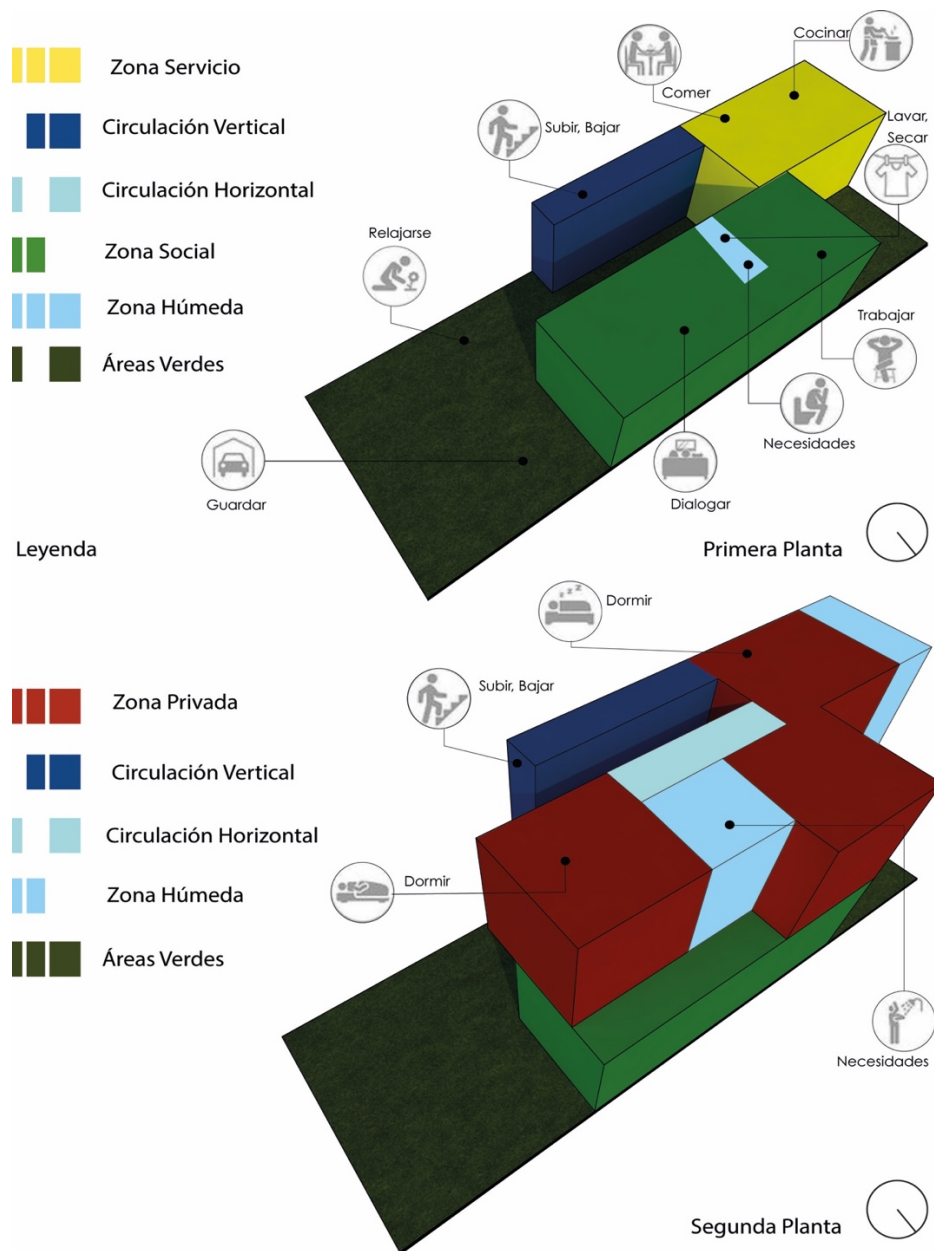 Zona Servicio
Circulación Vertical
Circulación Horizontal
Zona Social
Zona Húmeda
Áreas Verdes
Cocinar
Comer
Lavar,
Secar
Subir, Bajar
Relajarse
Trabajar
Necesidades
Guardar
Dialogar
Leyenda
Primera Planta
Dormir
Subir, Bajar
Zona Privada
Circulación Vertical
Circulación Horizontal
Zona Húmeda
Áreas Verdes
Dormir
Necesidades
Segunda Planta